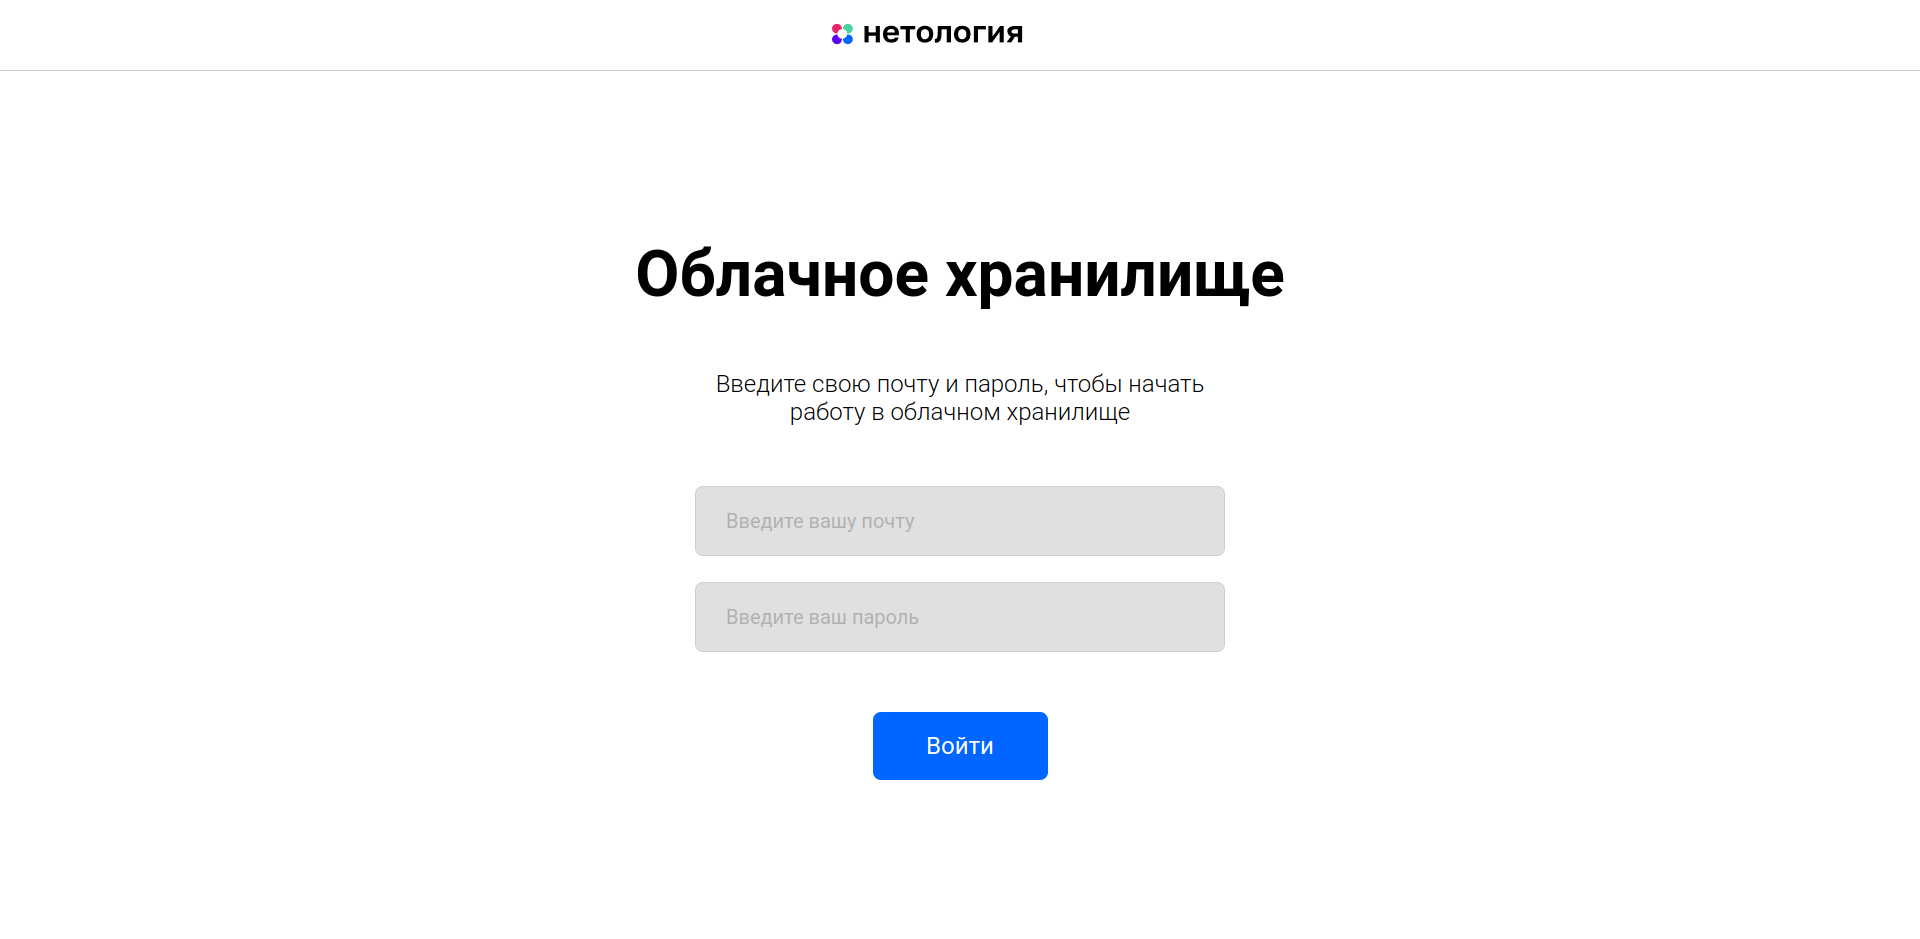 нетология
Облачное хранилище
Введите свою почту и пароль, чтобы начать
работу в облачном хранилище
Введите вашу почту
Введите ваш пароль
Войти